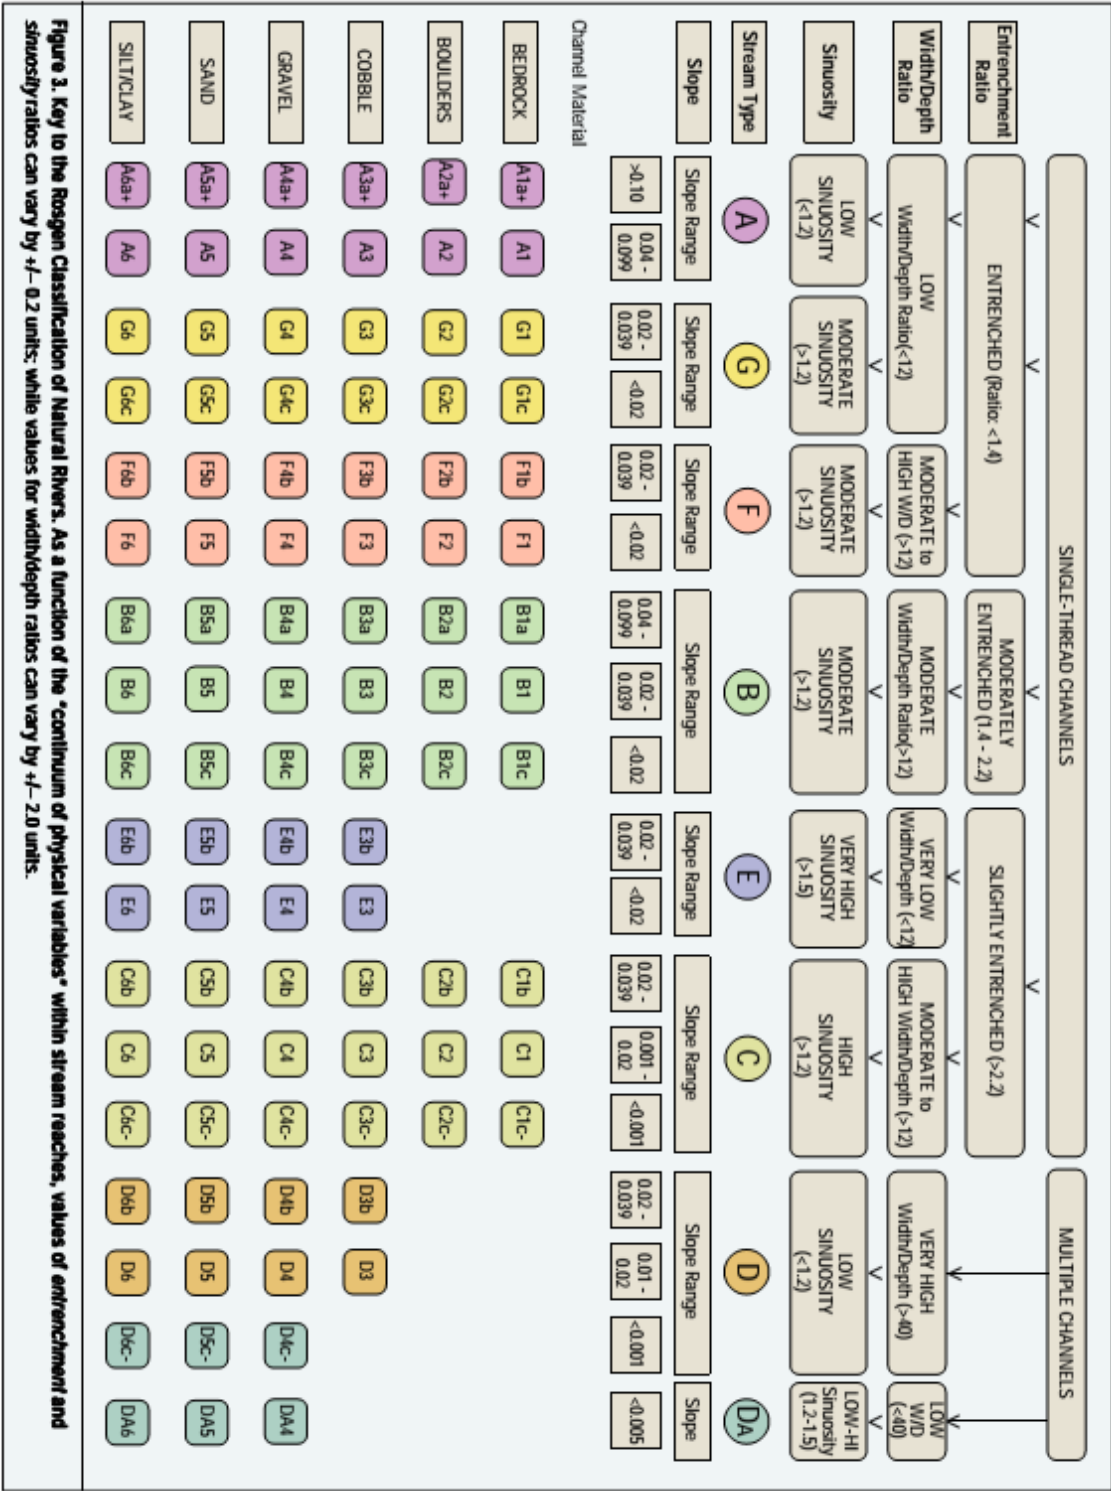 SINGLE-THREAD CHANNELS
MULTIPLE CHANNELS
Entrenchment
Ratio
ENTRENCHED (Ratio: <1.4)
MODERATELY
ENTRENCHED (1.4 - 2.2)
SLIGHTLY ENTRENCHED (>2.2)
Width/Depth
Ratio
LOW
Width/Depth Ratio(<12)
MODERATE to
HIGH W/D (>12)
MODERATE
Width/Depth Ratio(>12)
VERY LOW
Width/Depth (<12)
MODERATE to
HIGH Width/Depth (>12)
VERY HIGH
Width/Depth (>40)
LOW
W/D
(<40)
Sinuosity
LOW
SINUOSITY
(<1.2)
MODERATE
SINUOSITY
(>1.2)
MODERATE
SINUOSITY
(>1.2)
MODERATE
SINUOSITY
(>1.2)
VERY HIGH
SINUOSITY
(>1.5)
HIGH
SINUOSITY
(>1.2)
LOW
SINUOSITY
(<1.2)
LOW-HI
Sinuosity
(1.2-1.5)
Stream Type
A G F B E C D DA
Slope
Slope Range Slope Range Slope Range Slope Range Slope Range Slope Range Slope Range Slope
>0.10
0.04 -
0.099
0.02 -
0.039
<0.02
0.02 -
0.039
<0.02
0.04 -
0.099
0.02 -
0.039
<0.02
0.02 -
0.039
<0.02
0.02 -
0.039
0.001 -
0.02
<0.001
0.02 -
0.039
0.01 -
0.02
<0.001
<0.005
Channel Material
BEDROCK A1a+ A1 G1 G1c F1b F1 B1a B1 B1c C1b C1 C1c-
BOULDERS A2a+ A2 G2 G2c F2b F2 B2a B2 B2c C2b C2 C2c-
COBBLE A3a+ A3 G3 G3c F3b F3 B3a B3 B3c E3b E3 C3b C3 C3c- D3b D3
GRAVEL A4a+ A4 G4 G4c F4b F4 B4a B4 B4c E4b E4 C4b C4 C4c- D4b D4 D4c- DA4
SAND A5a+ A5 G5 G5c F5b F5 B5a B5 B5c E5b E5 C5b C5 C5c- D5b D5 D5c- DA5
SILT/CLAY A6a+ A6 G6 G6c F6b F6 B6a B6 B6c E6b E6 C6b C6 C6c- D6b D6 D6c- DA6
Figure 3. Key to the Rosgen Classification of Natural Rivers. As a function of the "continuum of physical variables" within stream reaches, values of entrenchment and
sinuosity ratios can vary by +/– 0.2 units; while values for width/depth ratios can vary by +/– 2.0 units.